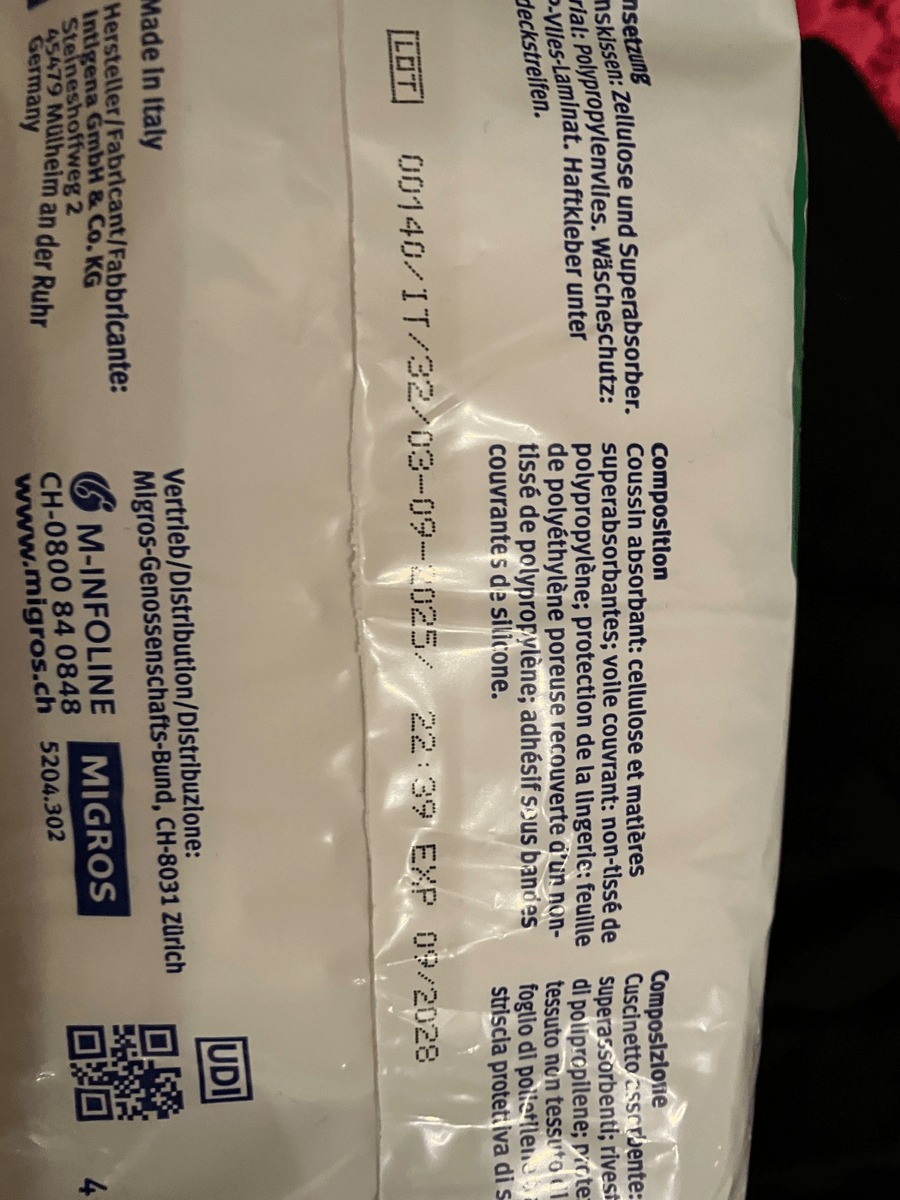 nsetzung
nskissen: Zellulose und Superabsorber.
rial: Polypropylenvlies. Wäscheschutz:
-Vlies-Laminat. Haftkleber unter
deckstreifen.
Composition
Coussin absorbant: cellulose et matières
superabsorbantes; voile couvrant: non-tissé de
polypropylène; protection de la lingerie: feuille
de polyéthylène poreuse recouverte d'un non-
tissé de polypropylène; adhésif sous bandes
couvrantes de silicone.
Composizione
Cuscinetto assorbente:
superassorbenti; rivest
di polipropilene; prote
tessuto non tessuto di
foglio di
striscia protettiva di s
LOT 00140/IT/32/03-09-2025/ 22:39 EXP 09/2028
Made in Italy
Hersteller/Fabricant/Fabbricante:
Intigena GmbH & Co. KG
Steineshoffweg 2
45479 Mülheim an der Ruhr
Germany
Vertrieb/Distribution/Distribuzione:
Migros-Genossenschafts-Bund, CH-8031 Zürich
M-INFOLINE
CH-0800 84 0848
www.migros.ch
MIGROS
5204.302
UDI
4